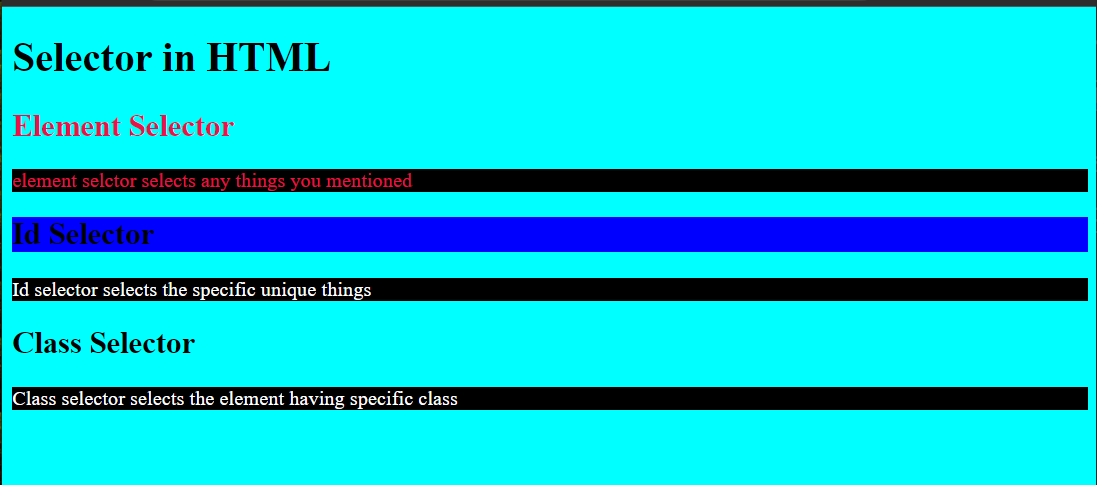 Selector in HTML
Element Selector
element selctor selects any things you mentioned
Id Selector
Id selector selects the specific unique things
Class Selector
Class selector selects the element having specific class